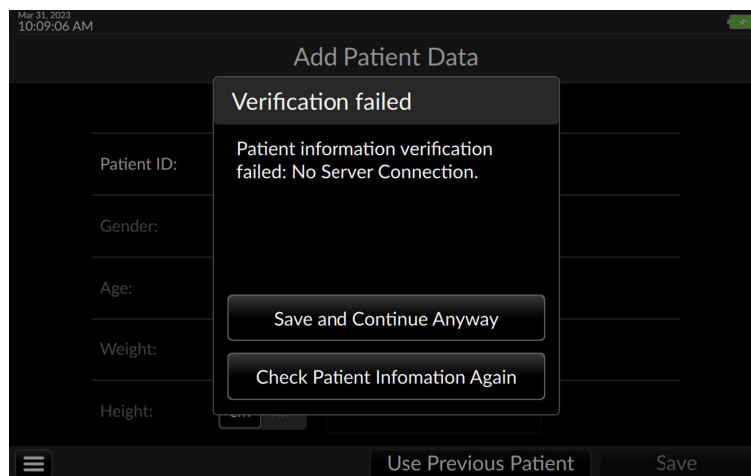 Mar 31, 2023
10:09:06 AM
Add Patient Data
Verification failed
Patient information verification
failed: No Server Connection.
Patient ID:
Gender:
Age:
Save and Continue Anyway
Weight:
Check Patient Infomation Again
Height:
cm
Use Previous Patient
Save